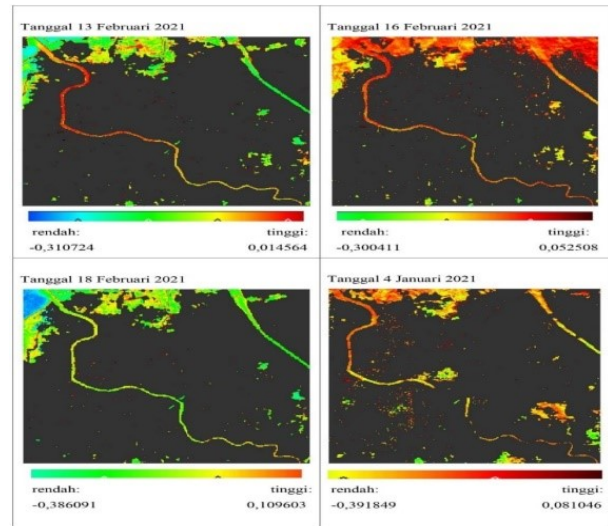 Tanggal 13 Februari 2021
rendah: tinggi:
-0,310724 0,014564
Tanggal 16 Februari 2021
rendah: tinggi:
-0,300411 0,052508
Tanggal 18 Februari 2021
rendah: tinggi:
-0,386091 0,109603
Tanggal 4 Januari 2021
rendah: tinggi:
-0,391849 0,081046